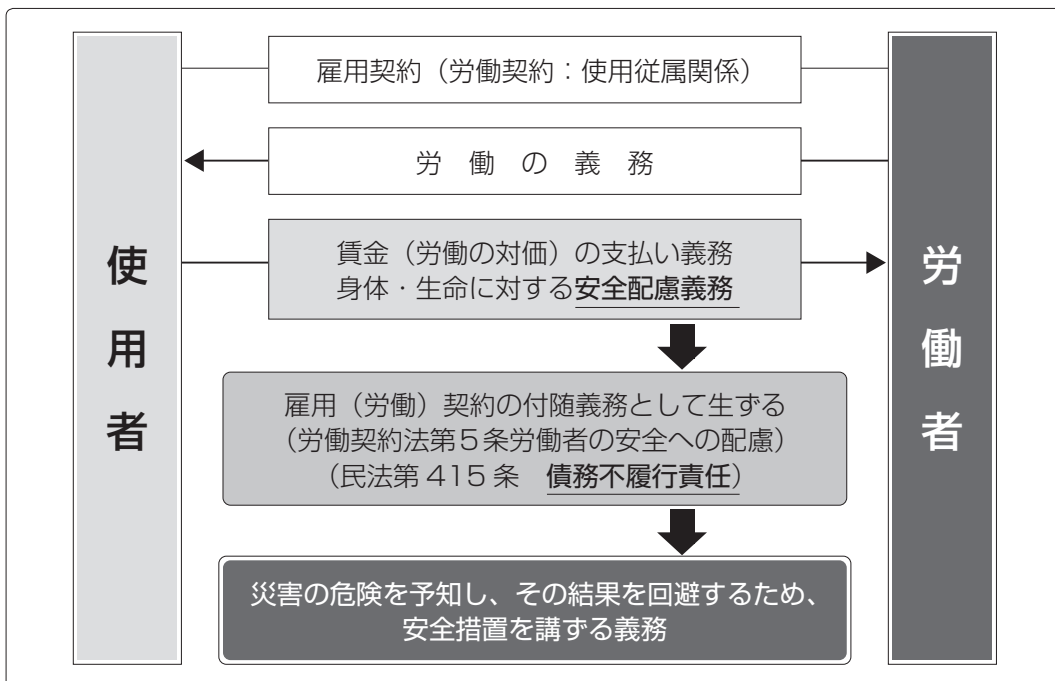 使用者
労働者
雇用契約（労働契約：使用従属関係）
労働の義務
賃金（労働の対価）の支払い義務
身体・生命に対する安全配慮義務
雇用（労働）契約の付随義務として生ずる
（労働契約法第５条労働者の安全への配慮）
（民法第 415 条　債務不履行責任）
災害の危険を予知し、その結果を回避するため、
安全措置を講ずる義務